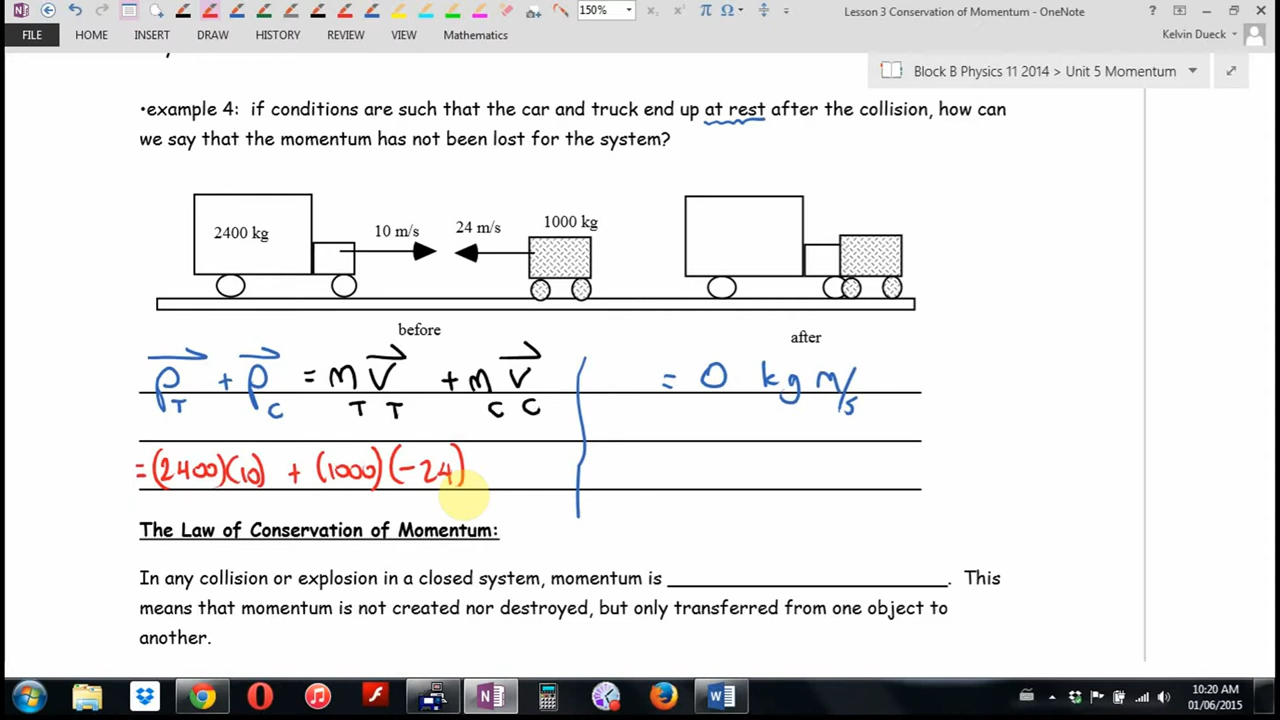 150%
Lesson 3 Conservation of Momentum - OneNote
FILE HOME INSERT DRAW HISTORY REVIEW VIEW Mathematics
Kelvin Dueck
Block B Physics 11 2014 > Unit 5 Momentum
•example 4: if conditions are such that the car and truck end up at rest after the collision, how can
we say that the momentum has not been lost for the system?
2400 kg
10 m/s
24 m/s
1000 kg
before
after
p_T + p_C = m_T v_T + m_C v_C
= 0 kg m/s
= (2400)(10) + (1000)(-24)
The Law of Conservation of Momentum:
In any collision or explosion in a closed system, momentum is ____________________. This
means that momentum is not created nor destroyed, but only transferred from one object to
another.
10:20 AM
01/06/2015